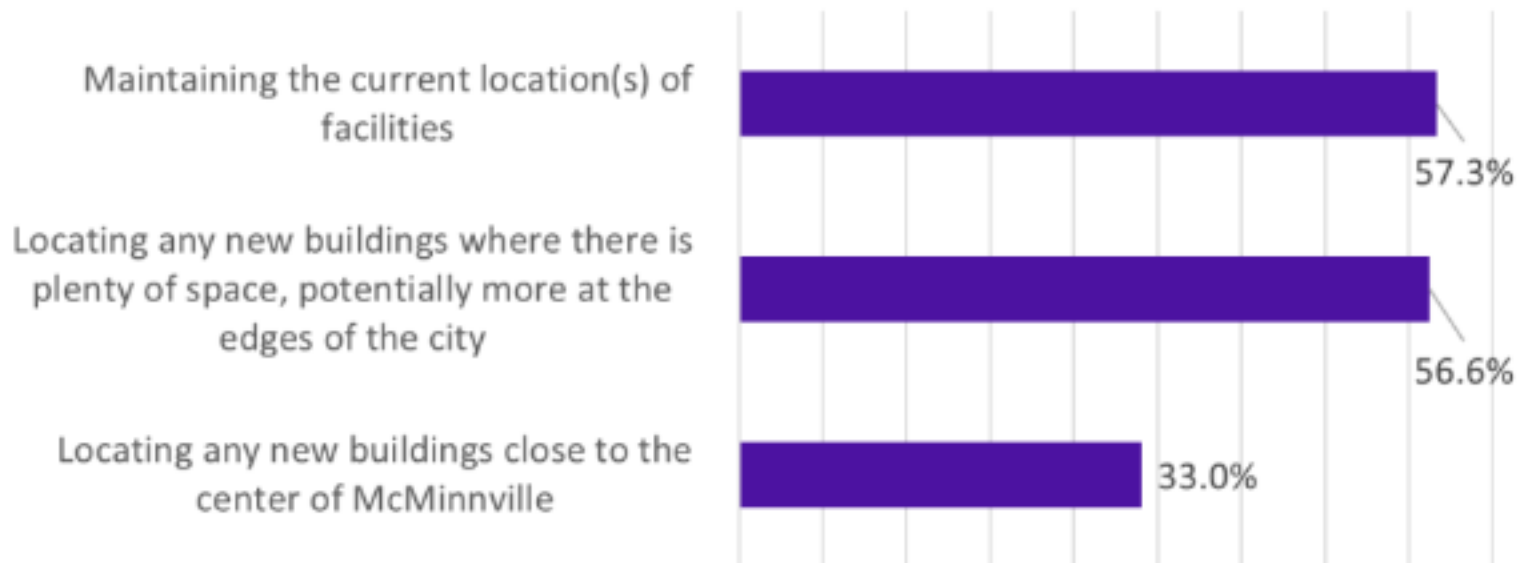 Maintaining the current location(s) of
facilities
57.3%
Locating any new buildings where there is
plenty of space, potentially more at the
edges of the city
56.6%
Locating any new buildings close to the
center of McMinnville
33.0%